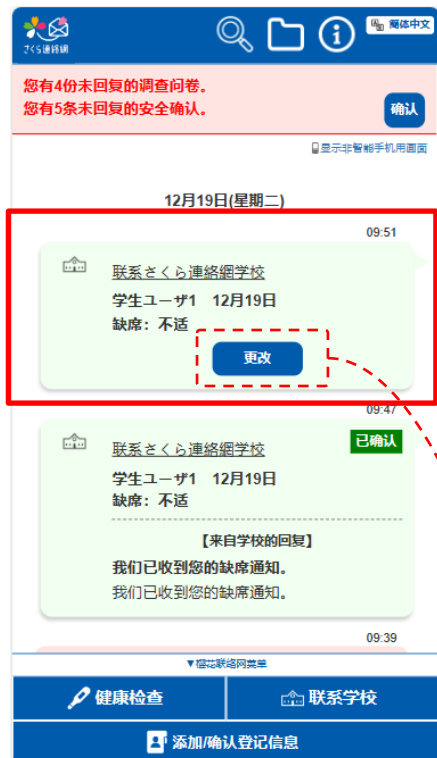 さくら連絡網
简体中文
您有4份未回复的调查问卷。
您有5条未回复的安全确认。
确认
显示非智能手机用画面
12月19日(星期二)
09:51
联系さくら連絡網学校
学生ユーザ1　12月19日
缺席：不适
更改
09:47
联系さくら連絡網学校
已确认
学生ユーザ1　12月19日
缺席：不适
【来自学校的回复】
我们已收到您的缺席通知。
我们已收到您的缺席通知。
09:39
▼樱花联络网菜单
健康检查
联系学校
添加/确认登记信息